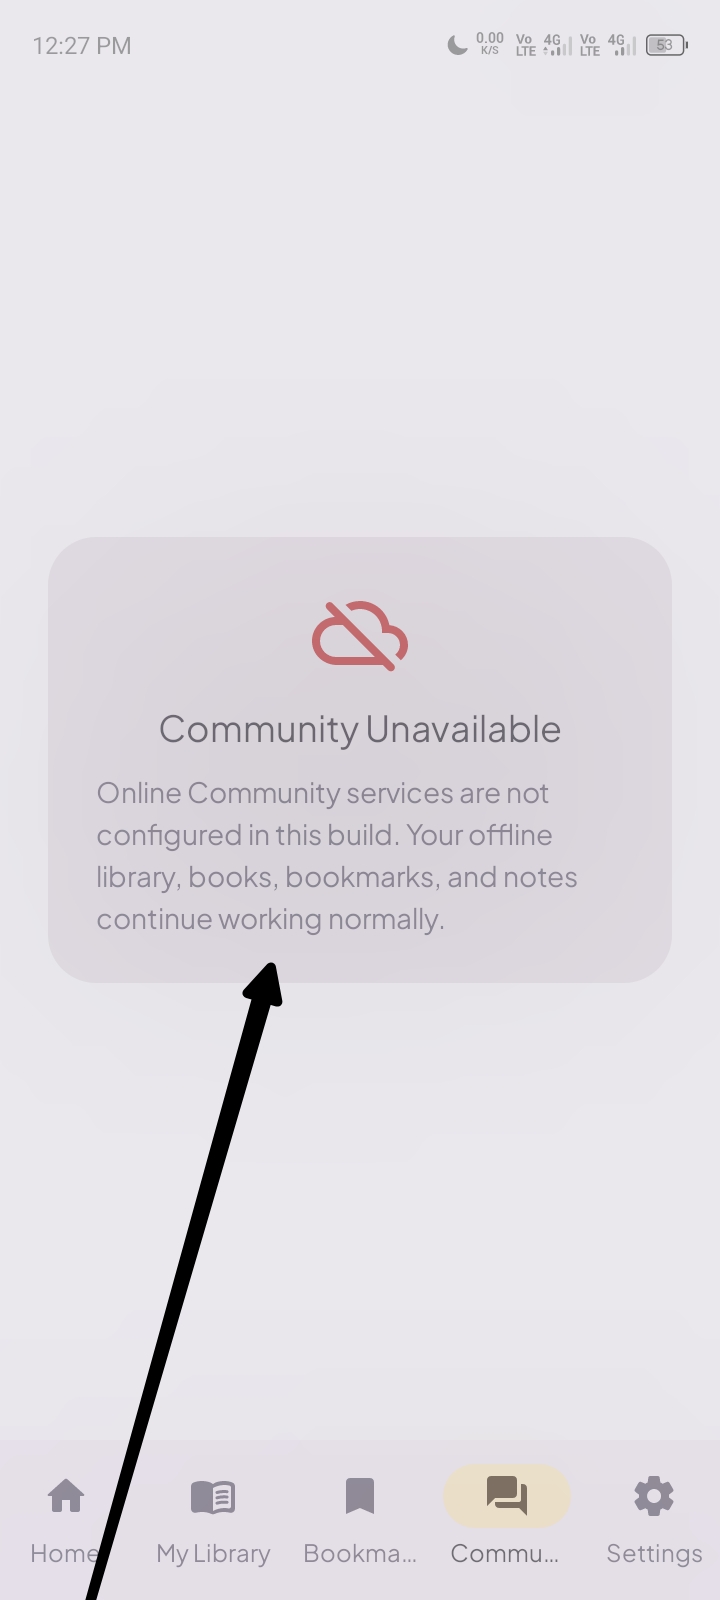 12:27 PM
0.00 K/S Vo LTE 4G Vo LTE 4G 53
Community Unavailable
Online Community services are not
configured in this build. Your offline
library, books, bookmarks, and notes
continue working normally.
Home My Library Bookma... Commu... Settings